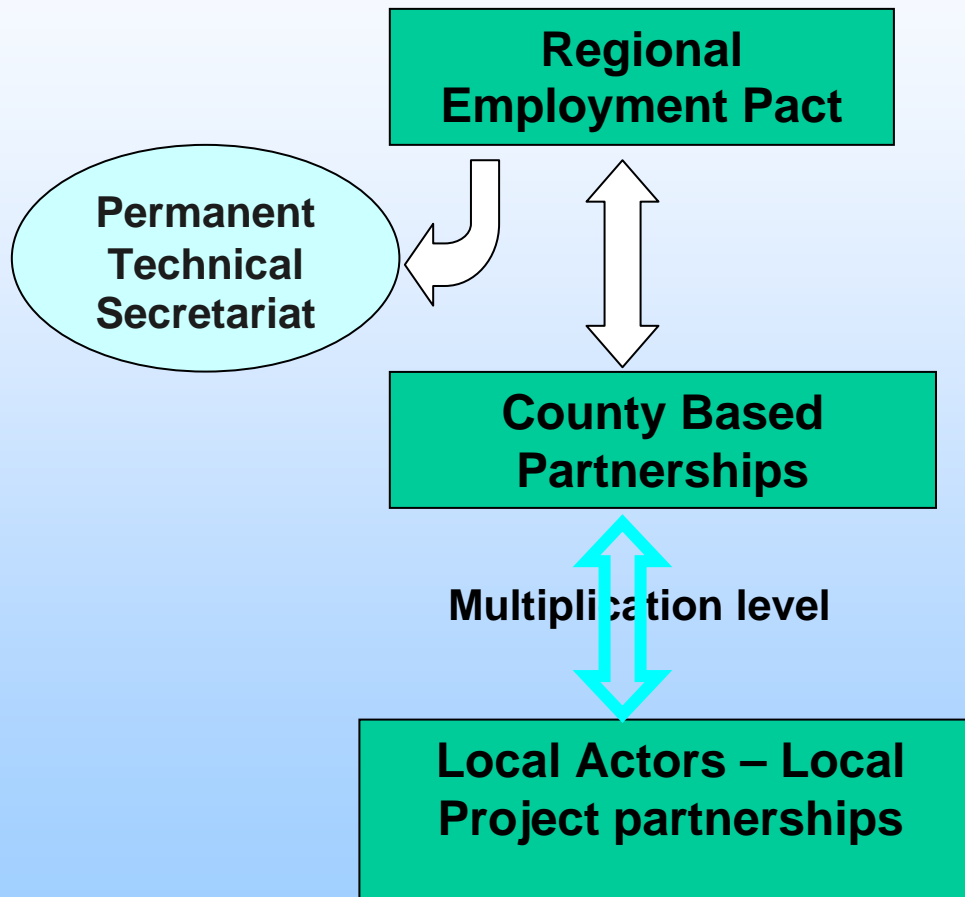 Regional
Employment Pact
Permanent
Technical
Secretariat
County Based
Partnerships
Multiplication level
Local Actors – Local
Project partnerships